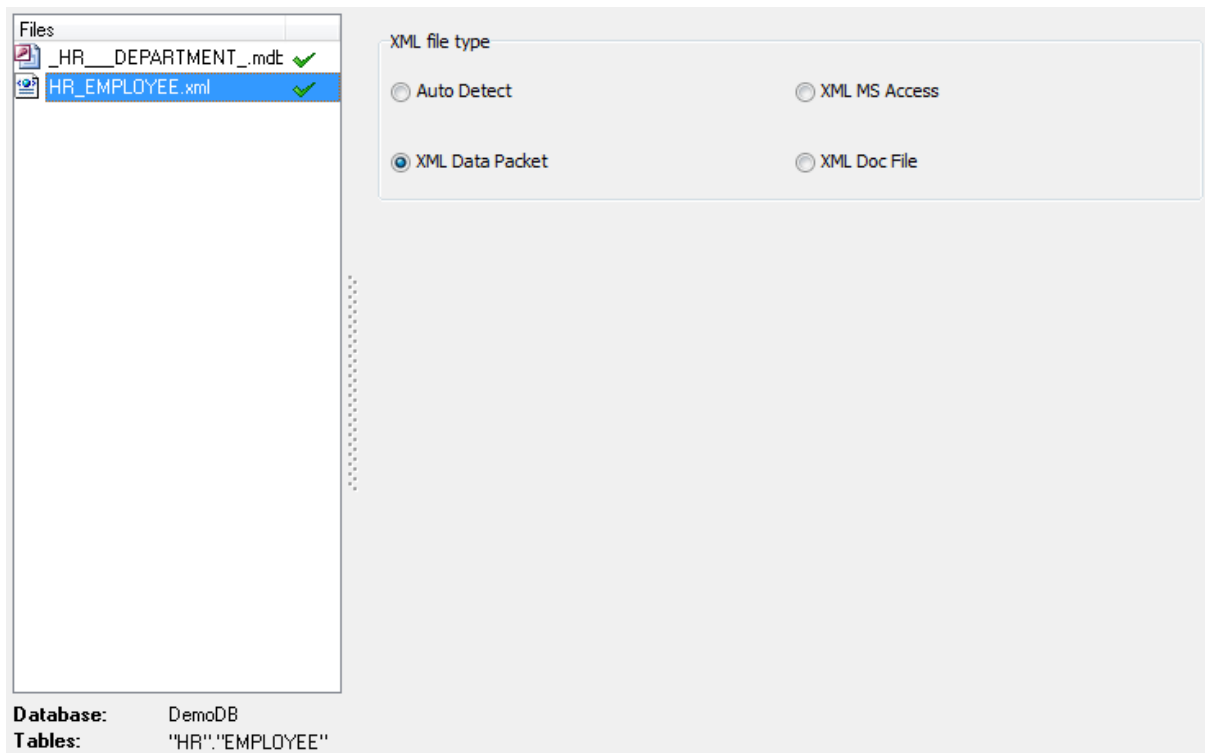 Files
_HR___DEPARTMENT_.mdb
HR_EMPLOYEE.xml
XML file type
Auto Detect
XML MS Access
XML Data Packet
XML Doc File
Database: DemoDB
Tables: "HR"."EMPLOYEE"